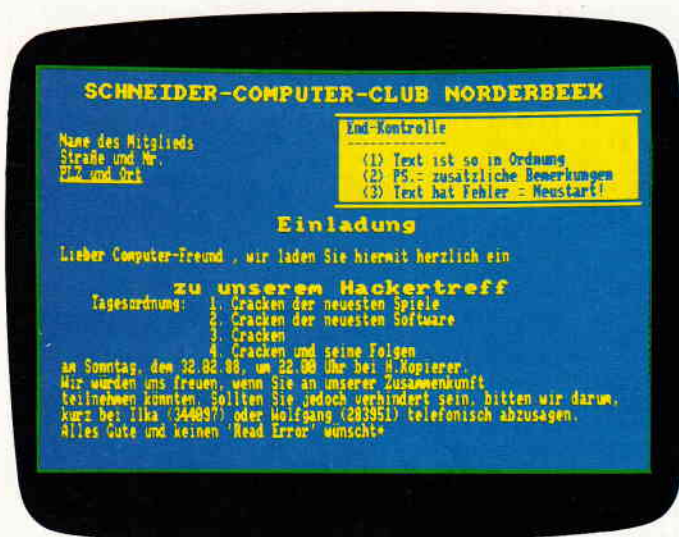 SCHNEIDER-COMPUTER-CLUB NORDERBEEK
Name des Mitglieds
Straße und Nr.
PLZ und Ort
End-Kontrolle
-------------
(1) Text ist so in Ordnung
(2) PS.= zusätzliche Bemerkungen
(3) Text hat Fehler = Neustart!
Einladung
Lieber Computer-Freund , wir laden Sie hiermit herzlich ein
zu unserem Hackertreff
Tagesordnung: 1. Cracken der neuesten Spiele
2. Cracken der neuesten Software
3. Cracken
4. Cracken und seine Folgen
am Sonntag, dem 32.02.88, um 22.00 Uhr bei H.Kopierer.
Wir würden uns freuen, wenn Sie an unserer Zusammenkunft
teilnehmen könnten. Sollten Sie jedoch verhindert sein, bitten wir darum,
kurz bei Ilka (344097) oder Wolfgang (283951) telefonisch abzusagen.
Alles Gute und keinen 'Read Error' wünscht*